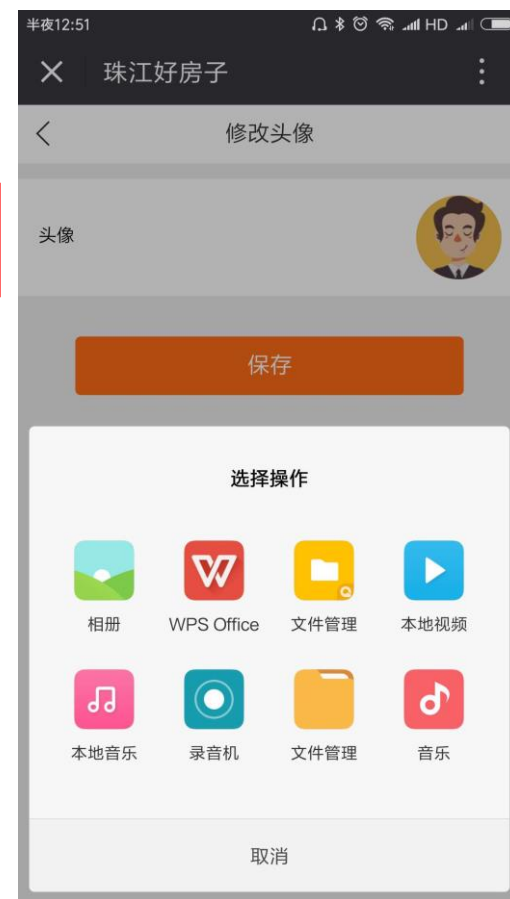 半夜12:51 HD
珠江好房子
修改头像
头像
保存
选择操作
相册 WPS Office 文件管理 本地视频
本地音乐 录音机 文件管理 音乐
取消